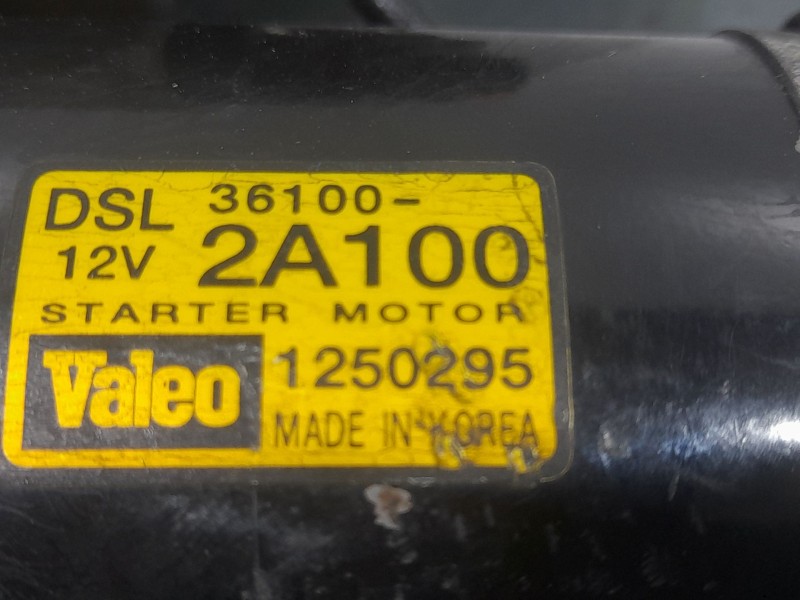 DSL 36100-
12V 2A100
STARTER MOTOR
Valeo 1250295
MADE IN KOREA